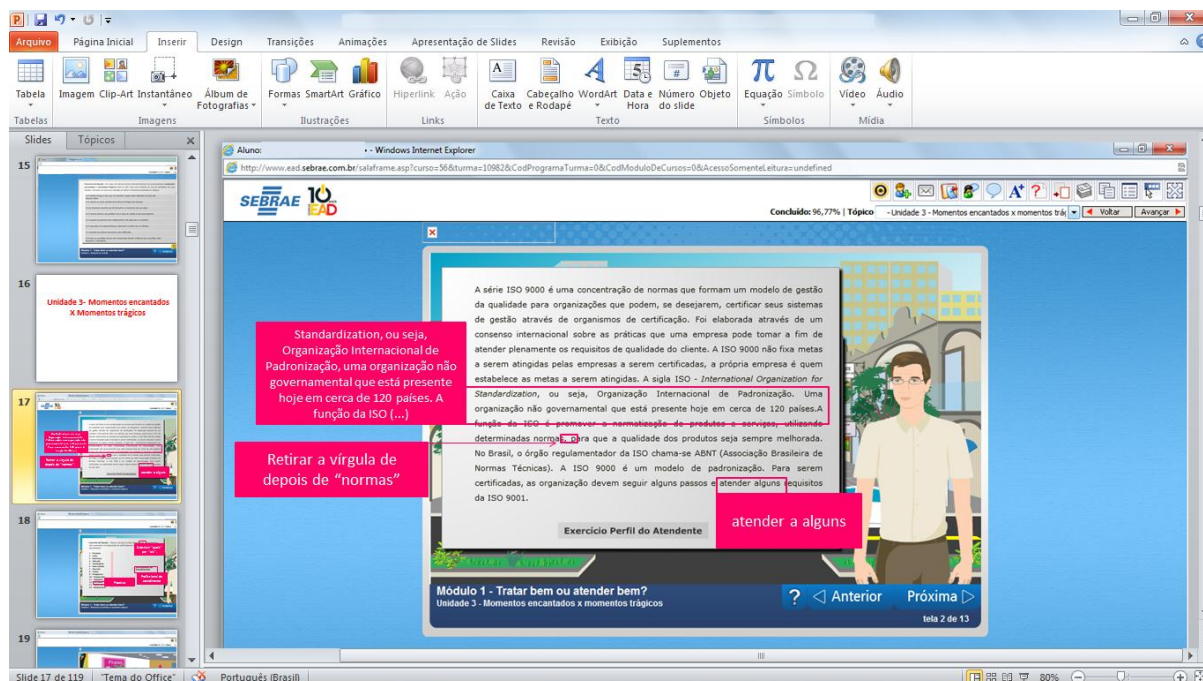 Arquivo Página Inicial Inserir Design Transições Animações Apresentação de Slides Revisão Exibição Suplementos
Tabela Imagem Clip-Art Instantâneo Álbum de Fotografias Formas SmartArt Gráfico Hiperlink Ação Caixa de Texto Cabeçalho e Rodapé WordArt Data e Hora Número do slide Objeto Equação Símbolo Vídeo Áudio
Tabelas Imagens Ilustrações Links Texto Símbolos Mídia
Slides Tópicos
15
16
Unidade 3- Momentos encantados
X Momentos trágicos
17
18
19
Aluno: - Windows Internet Explorer
http://www.ead.sebrae.com.br/salaframe.asp?curso=56&turma=10982&CodProgramaTurma=0&CodModuloDeCursos=0&AcessoSomenteLeitura=undefined
SEBRAE 10 EAD
Concluído: 96,77% | Tópico -Unidade 3 - Momentos encantados x momentos trág Voltar Avançar
A série ISO 9000 é uma concentração de normas que formam um modelo de gestão
da qualidade para organizações que podem, se desejarem, certificar seus sistemas
de gestão através de organismos de certificação. Foi elaborada através de um
consenso internacional sobre as práticas que uma empresa pode tomar a fim de
atender plenamente os requisitos de qualidade do cliente. A ISO 9000 não fixa metas
a serem atingidas pelas empresas a serem certificadas, a própria empresa é quem
estabelece as metas a serem atingidas. A sigla ISO - International Organization for
Standardization, ou seja, Organização Internacional de Padronização. Uma
organização não governamental que está presente hoje em cerca de 120 países.A
função da ISO é promover a normatização de produtos e serviços, utilizando
determinadas normas, para que a qualidade dos produtos seja sempre melhorada.
No Brasil, o órgão regulamentador da ISO chama-se ABNT (Associação Brasileira de
Normas Técnicas). A ISO 9000 é um modelo de padronização. Para serem
certificadas, as organização devem seguir alguns passos e atender alguns requisitos
da ISO 9001.
Exercício Perfil do Atendente
Standardization, ou seja,
Organização Internacional de
Padronização, uma organização não
governamental que está presente
hoje em cerca de 120 países. A
função da ISO (...)
Retirar a vírgula de
depois de “normas”
atender a alguns
Módulo 1 - Tratar bem ou atender bem?
Unidade 3 - Momentos encantados x momentos trágicos
? Anterior Próxima
tela 2 de 13
Slide 17 de 119 "Tema do Office" Português (Brasil) 80%